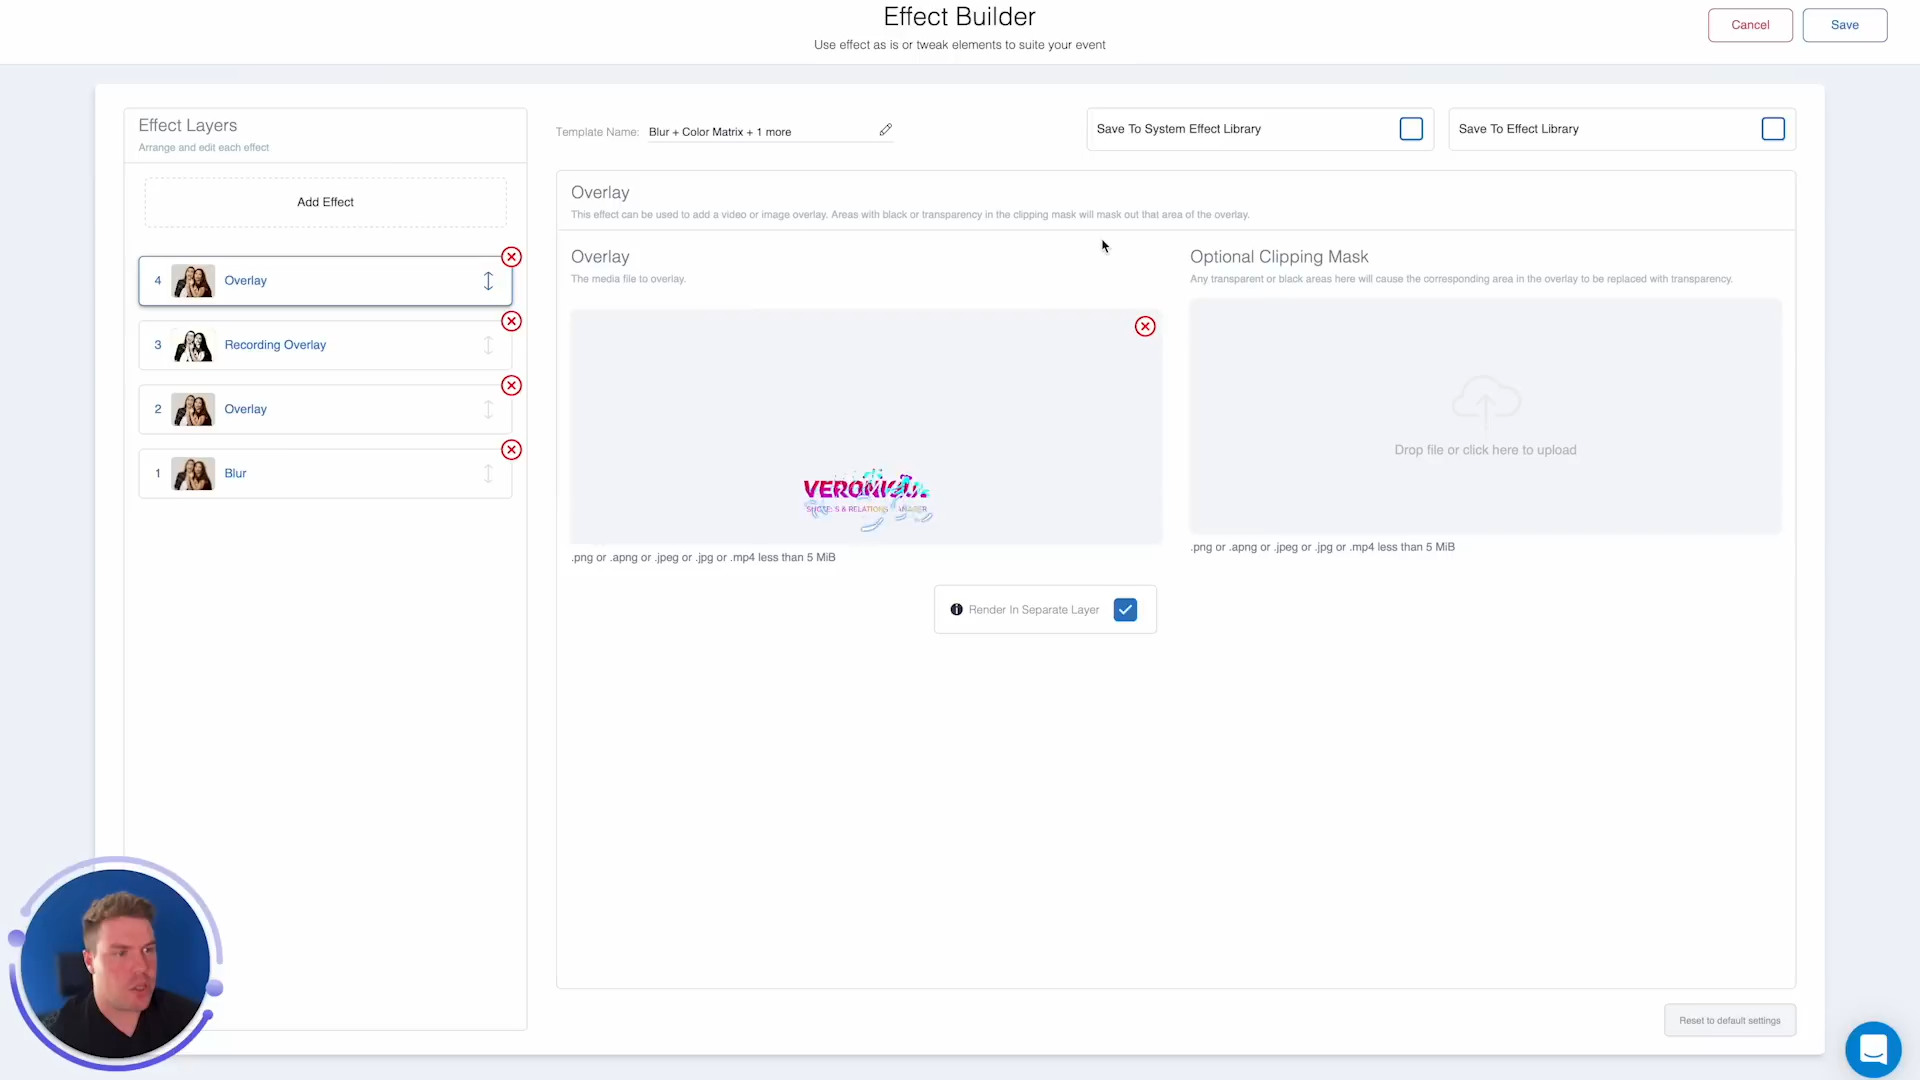 Effect Builder
Use effect as is or tweak elements to suite your event
Cancel
Save
Effect Layers
Arrange and edit each effect
Add Effect
4 Overlay
3 Recording Overlay
2 Overlay
1 Blur
Template Name: Blur + Color Matrix + 1 more
Save To System Effect Library
Save To Effect Library
Overlay
This effect can be used to add a video or image overlay. Areas with black or transparency in the clipping mask will mask out that area of the overlay.
Overlay
The media file to overlay.
& RELATIONS
.png or .apng or .jpeg or .jpg or .mp4 less than 5 MiB
Render In Separate Layer
Optional Clipping Mask
Any transparent or black areas here will cause the corresponding area in the overlay to be replaced with transparency.
Drop file or click here to upload
.png or .apng or .jpeg or .jpg or .mp4 less than 5 MiB
Reset to default settings